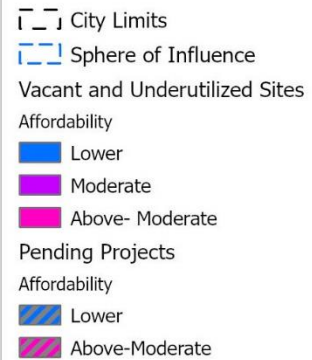 City Limits
Sphere of Influence
Vacant and Underutilized Sites
Affordability
Lower
Moderate
Above- Moderate
Pending Projects
Affordability
Lower
Above-Moderate